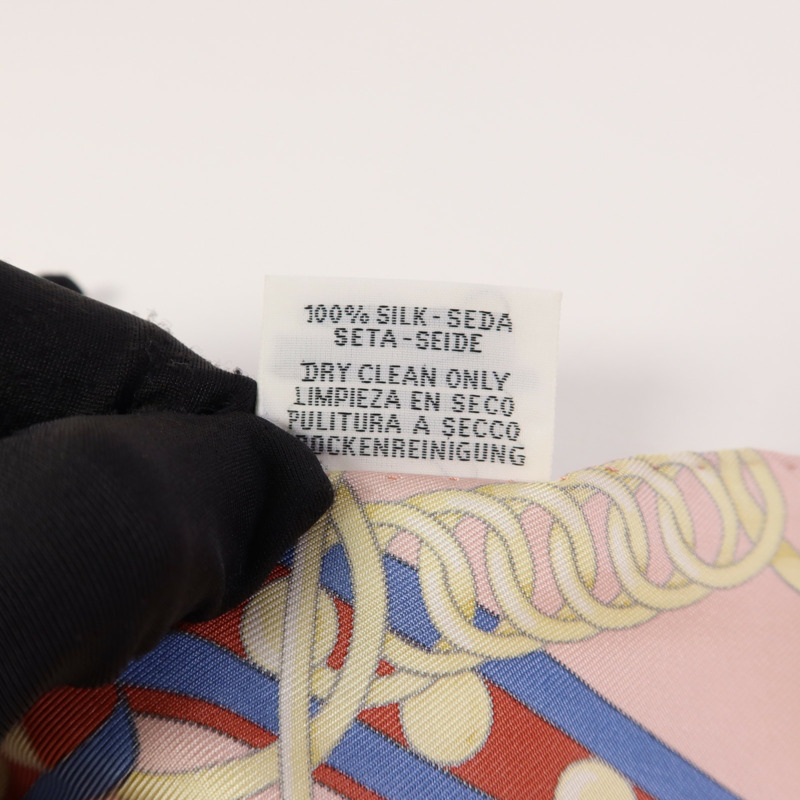 100% SILK - SEDA
SETA - SEIDE
DRY CLEAN ONLY
LIMPIEZA EN SECO
PULITURA A SECCO
ROCKENREINIGUNG